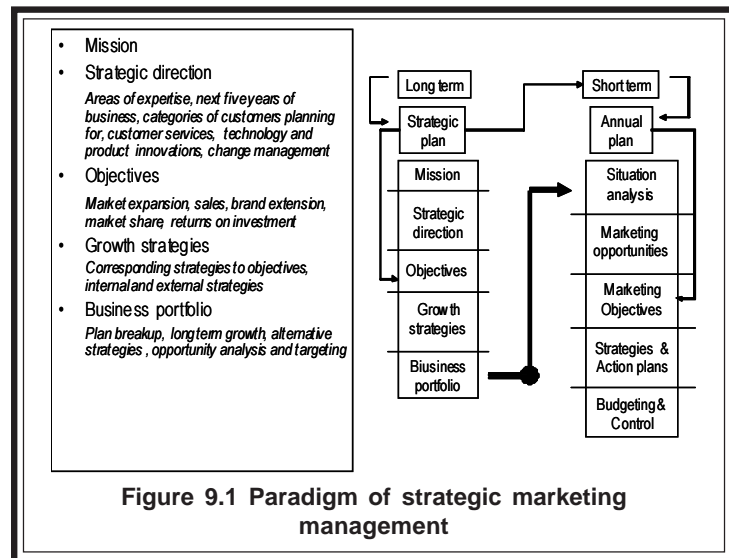 • Mission
• Strategic direction
Areas of expertise, next five years of
business, categories of customers planning
for, customer services, technology and
product innovations, change management
• Objectives
Market expansion, sales, brand extension,
market share, returns on investment
• Growth strategies
Corresponding strategies to objectives,
internal and external strategies
• Business portfolio
Plan breakup, long term growth, alternative
strategies , opportunity analysis and targeting
Long term
Strategic
plan
Mission
Strategic
direction
Objectives
Growth
strategies
Biusiness
portfolio
Short term
Annual
plan
Situation
analysis
Marketing
opportunities
Marketing
Objectives
Strategies &
Action plans
Budgeting &
Control
Figure 9.1 Paradigm of strategic marketing
management